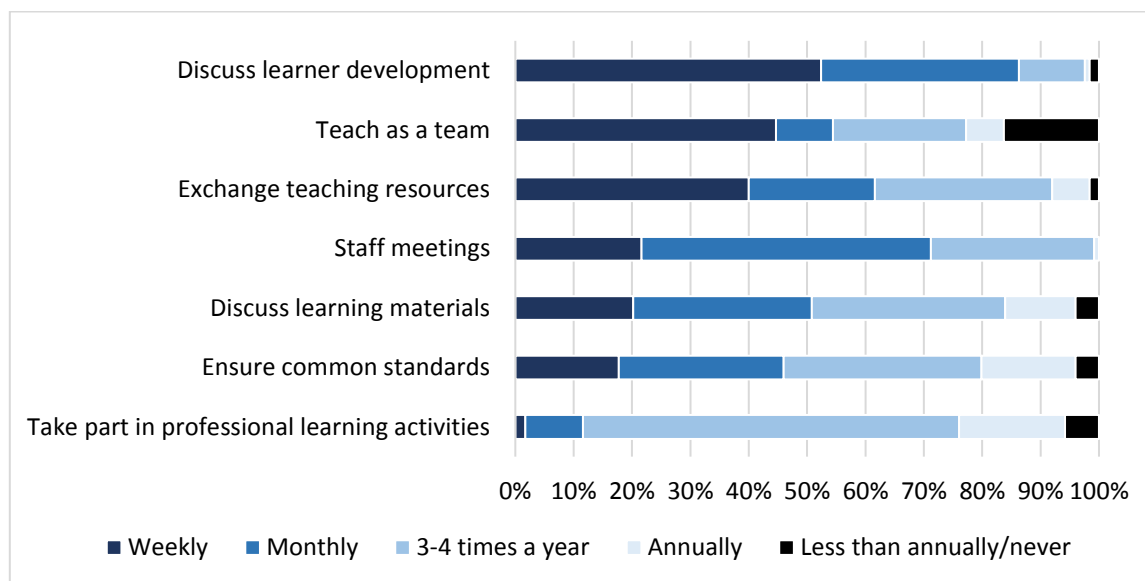 Discuss learner development
Teach as a team
Exchange teaching resources
Staff meetings
Discuss learning materials
Ensure common standards
Take part in professional learning activities
0% 10% 20% 30% 40% 50% 60% 70% 80% 90% 100%
Weekly Monthly 3-4 times a year Annually Less than annually/never